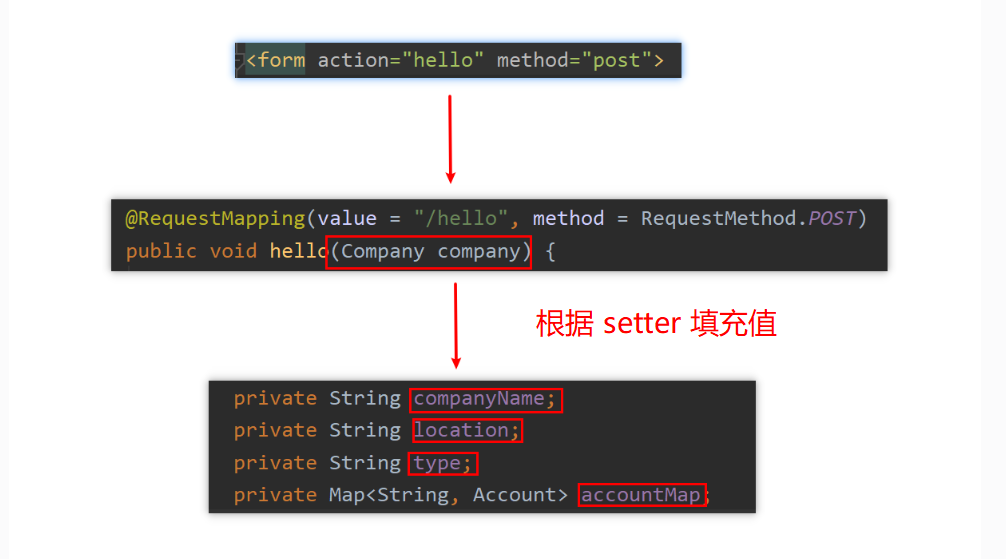 <form action="hello" method="post">
@RequestMapping(value = "/hello", method = RequestMethod.POST)
public void hello(Company company) {
根据 setter 填充值
private String companyName;
private String location;
private String type;
private Map<String, Account> accountMap;